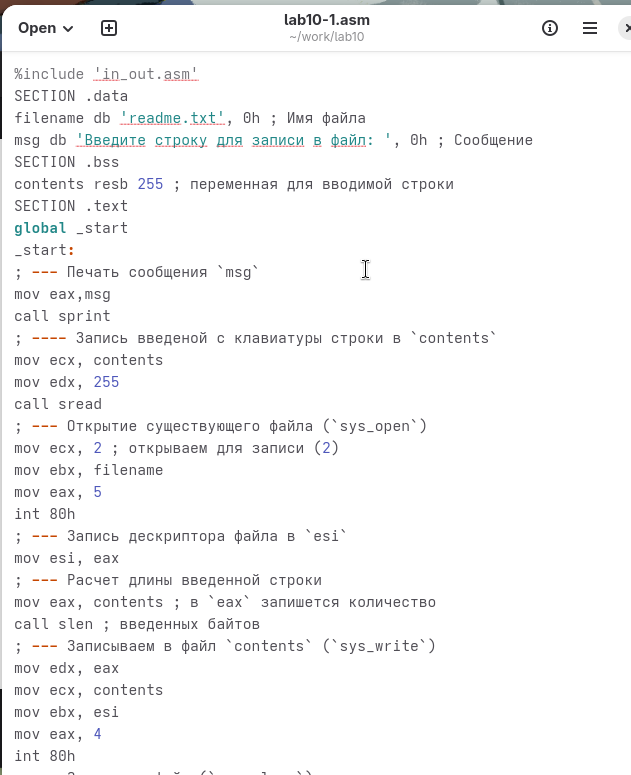 Open
lab10-1.asm
~/work/lab10
%include 'in_out.asm'
SECTION .data
filename db 'readme.txt', 0h ; Имя файла
msg db 'Введите строку для записи в файл: ', 0h ; Сообщение
SECTION .bss
contents resb 255 ; переменная для вводимой строки
SECTION .text
global _start
_start:
; --- Печать сообщения `msg`
mov eax,msg
call sprint
; ---- Запись введеной с клавиатуры строки в `contents`
mov ecx, contents
mov edx, 255
call sread
; --- Открытие существующего файла (`sys_open`)
mov ecx, 2 ; открываем для записи (2)
mov ebx, filename
mov eax, 5
int 80h
; --- Запись дескриптора файла в `esi`
mov esi, eax
; --- Расчет длины введенной строки
mov eax, contents ; в `eax` запишется количество
call slen ; введенных байтов
; --- Записываем в файл `contents` (`sys_write`)
mov edx, eax
mov ecx, contents
mov ebx, esi
mov eax, 4
int 80h